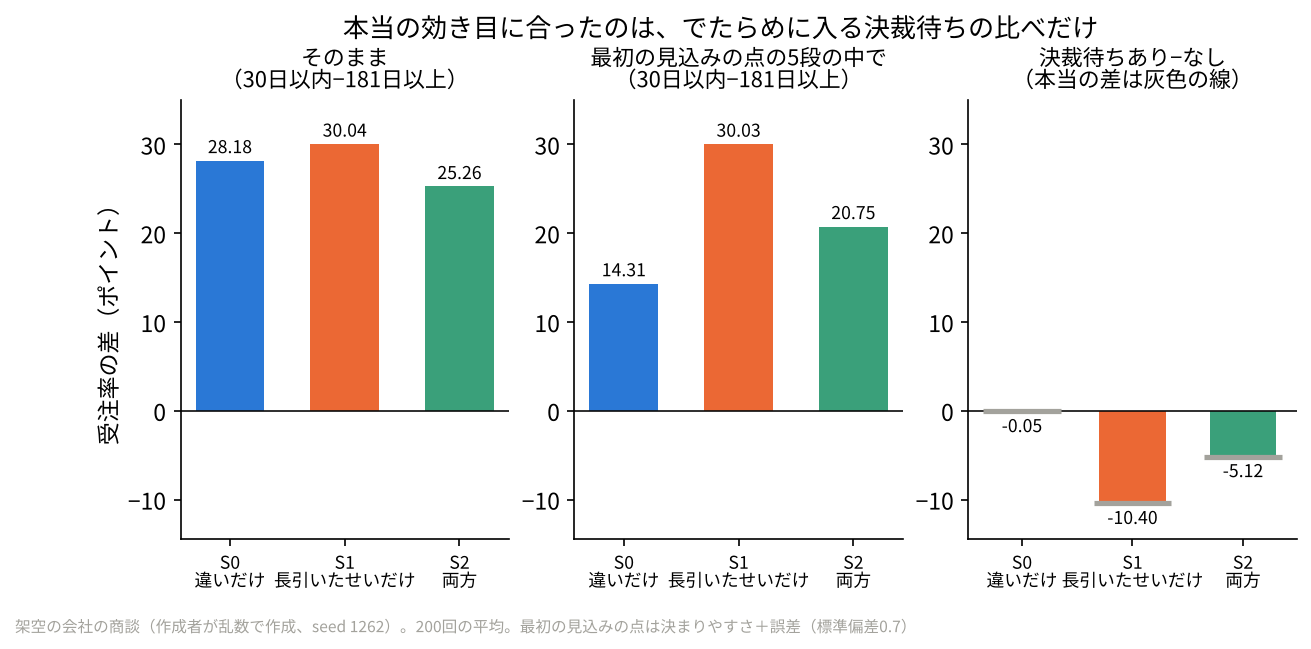 本当の効き目に合ったのは、でたらめに入る決裁待ちの比べだけ
そのまま
（30日以内−181日以上）
最初の見込みの点の5段の中で
（30日以内−181日以上）
決裁待ちあり−なし
（本当の差は灰色の線）
受注率の差（ポイント）
30
20
10
0
−10
28.18
30.04
25.26
S0
違いだけ
S1
長引いたせいだけ
S2
両方
30
20
10
0
−10
14.31
30.03
20.75
S0
違いだけ
S1
長引いたせいだけ
S2
両方
30
20
10
0
−10
-0.05
-10.40
-5.12
S0
違いだけ
S1
長引いたせいだけ
S2
両方
架空の会社の商談（作成者が乱数で作成、seed 1262）。200回の平均。最初の見込みの点は決まりやすさ＋誤差（標準偏差0.7）